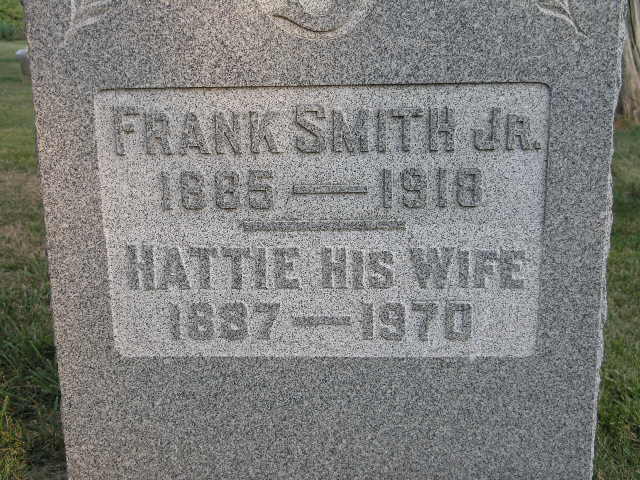 FRANK SMITH JR.
1885 — 1918
HATTIE HIS WIFE
1887 — 1970